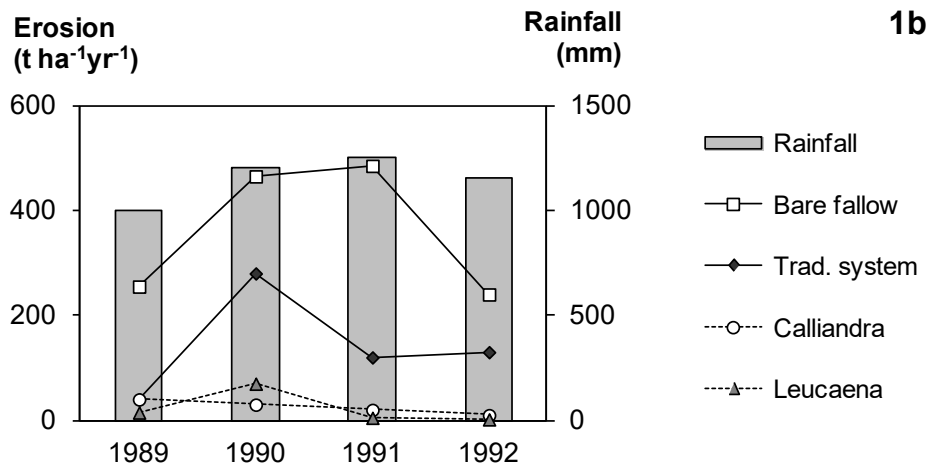 Erosion
(t ha⁻¹yr⁻¹)
Rainfall
(mm)
1b
600
400
200
0
1500
1000
500
0
1989 1990 1991 1992
Rainfall
Bare fallow
Trad. system
Calliandra
Leucaena